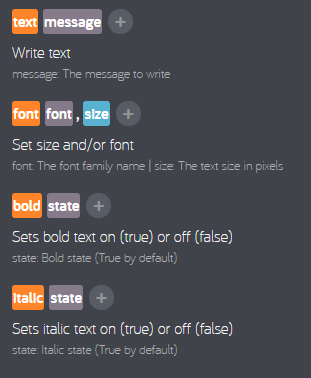 text message +
Write text
message: The message to write
font font , size +
Set size and/or font
font: The font family name | size: The text size in pixels
bold state +
Sets bold text on (true) or off (false)
state: Bold state (True by default)
italic state +
Sets italic text on (true) or off (false)
state: Italic state (True by default)